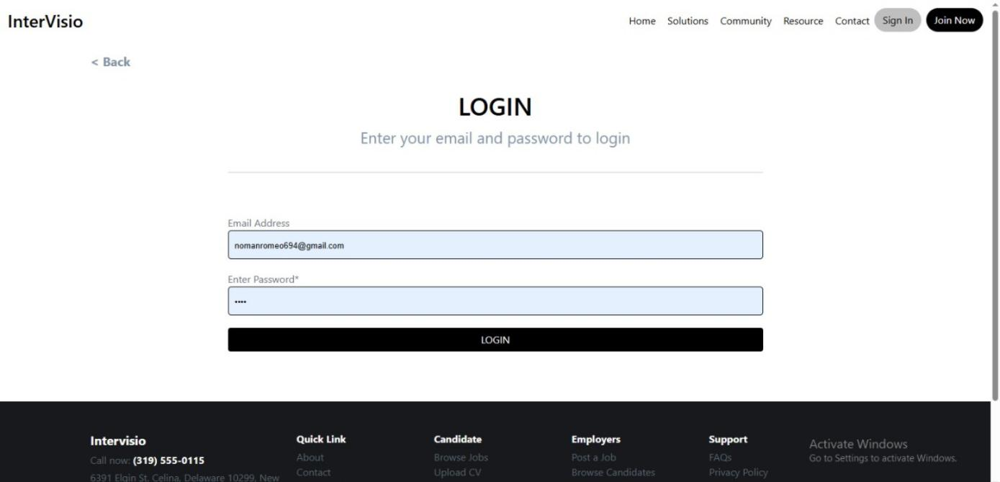 InterVisio
Home Solutions Community Resource Contact Sign In Join Now
< Back
LOGIN
Enter your email and password to login
Email Address
nomanromeo694@gmail.com
Enter Password*
••••
LOGIN
Intervisio
Call now: (319) 555-0115
6391 Elgin St. Celina, Delaware 10299, New
Quick Link
About
Contact
Candidate
Browse Jobs
Upload CV
Employers
Post a Job
Browse Candidates
Support
FAQs
Privacy Policy
Activate Windows
Go to Settings to activate Windows.